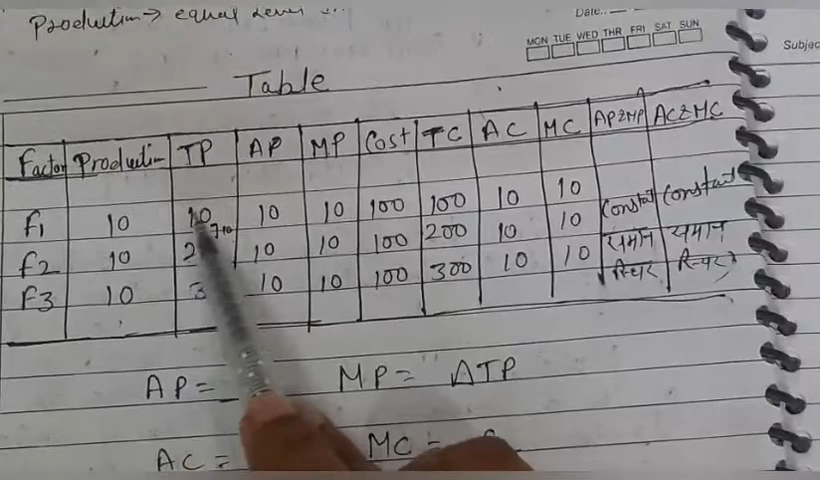 Production → equal
Date:
MON TUE WED THR FRI SAT SUN
Subjec
Table
Factor Production TP AP MP Cost TC AC MC AP&MP AC&MC
F1 10 10 10 10 100 100 10 10 Constant Constant
F2 10 2 10 10 100 200 10 10 समान समान
F3 10 3 10 10 100 300 10 10 स्थिर स्थिर
AP = MP = ΔTP
AC = MC =